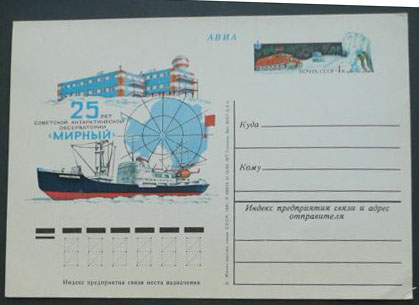 АВИА
ПОЧТА СССР
25 ЛЕТ
СОВЕТСКОЙ АНТАРКТИЧЕСКОЙ
ОБСЕРВАТОРИИ
«МИРНЫЙ»
Куда
Кому
Индекс предприятия связи и адрес
отправителя
Индекс предприятия связи места назначения